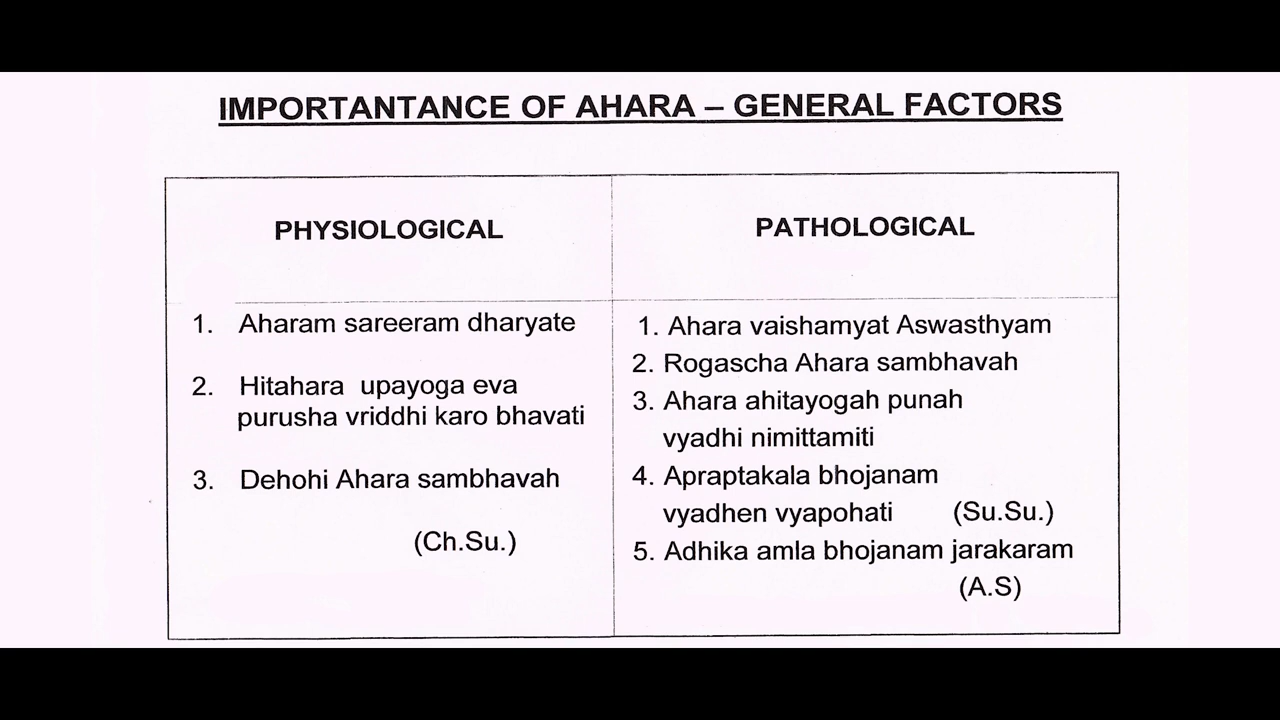 IMPORTANTANCE OF AHARA – GENERAL FACTORS
PHYSIOLOGICAL
1. Aharam sareeram dharyate
2. Hitahara upayoga eva
purusha vriddhi karo bhavati
3. Dehohi Ahara sambhavah
(Ch.Su.)
PATHOLOGICAL
1. Ahara vaishamyat Aswasthyam
2. Rogascha Ahara sambhavah
3. Ahara ahitayogah punah
vyadhi nimittamiti
4. Apraptakala bhojanam
vyadhen vyapohati (Su.Su.)
5. Adhika amla bhojanam jarakaram
(A.S)